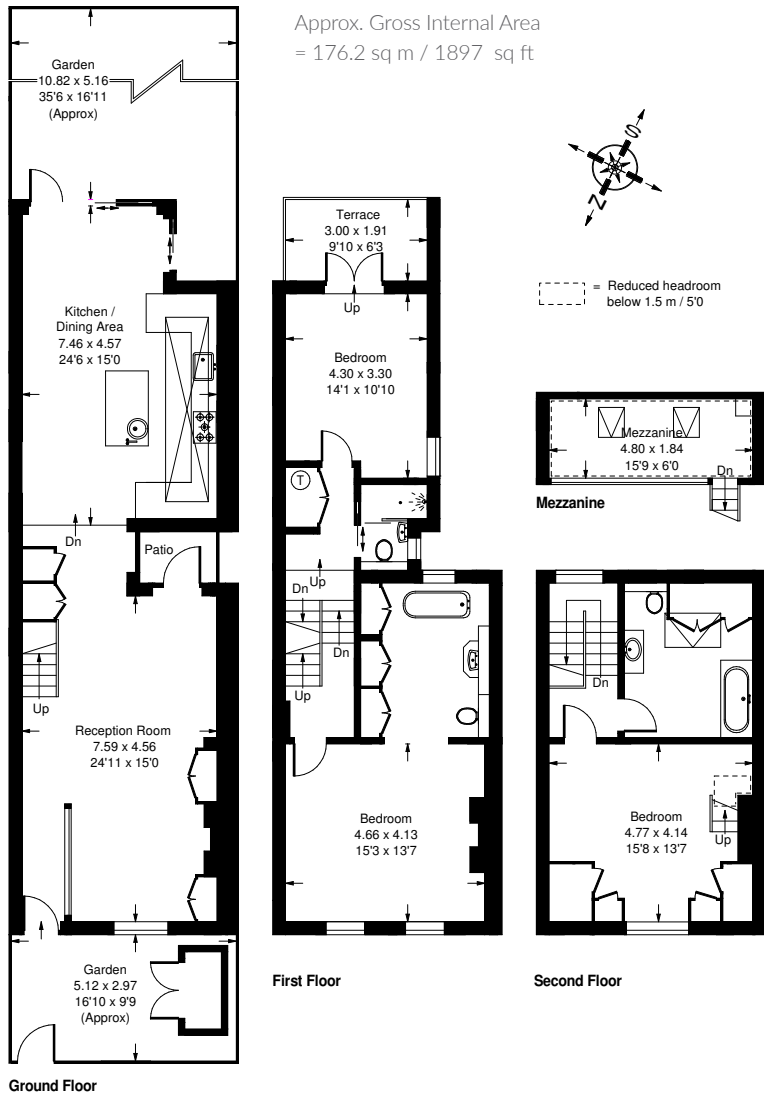 Approx. Gross Internal Area
= 176.2 sq m / 1897 sq ft
Garden
10.82 x 5.16
35'6 x 16'11
(Approx)
S
N
= Reduced headroom
below 1.5 m / 5'0
Terrace
3.00 x 1.91
9'10 x 6'3
Up
Kitchen /
Dining Area
7.46 x 4.57
24'6 x 15'0
Bedroom
4.30 x 3.30
14'1 x 10'10
T
Mezzanine
4.80 x 1.84
15'9 x 6'0
Dn
Mezzanine
Dn
Patio
Up
Dn
Dn
Up
Up
Dn
Reception Room
7.59 x 4.56
24'11 x 15'0
Bedroom
4.66 x 4.13
15'3 x 13'7
Bedroom
4.77 x 4.14
15'8 x 13'7
Up
Garden
5.12 x 2.97
16'10 x 9'9
(Approx)
First Floor
Second Floor
Ground Floor